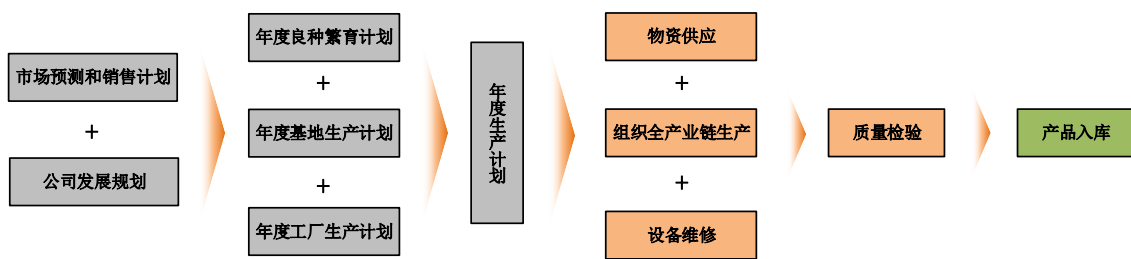 市场预测和销售计划
+
公司发展规划
年度良种繁育计划
+
年度基地生产计划
+
年度工厂生产计划
年度生产计划
物资供应
+
组织全产业链生产
+
设备维修
质量检验
产品入库